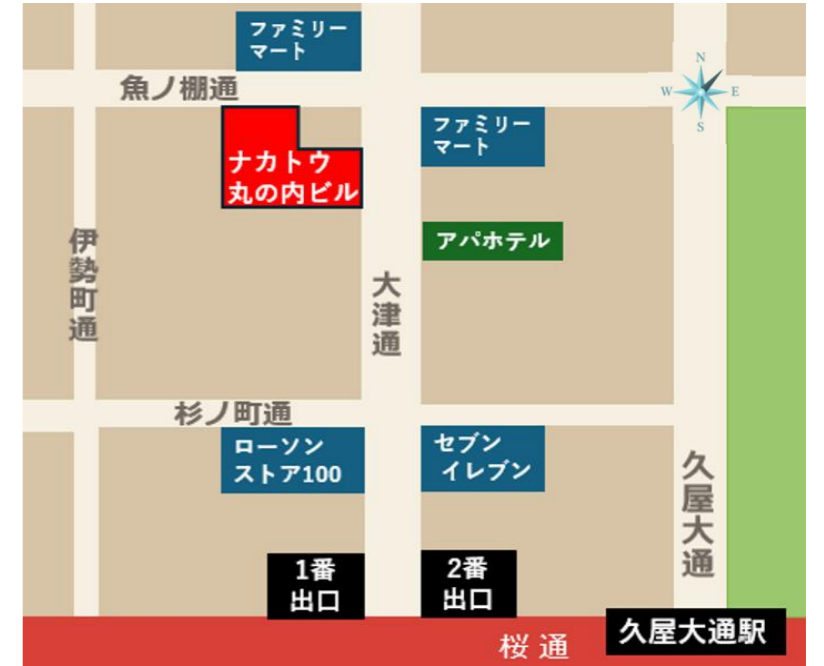 ファミリー
マート
魚ノ棚通
N
W
E
S
ファミリー
マート
ナカトウ
丸の内ビル
アパホテル
伊勢町通
大津通
杉ノ町通
ローソン
ストア100
セブン
イレブン
久屋大通
1番
出口
2番
出口
久屋大通駅
桜通